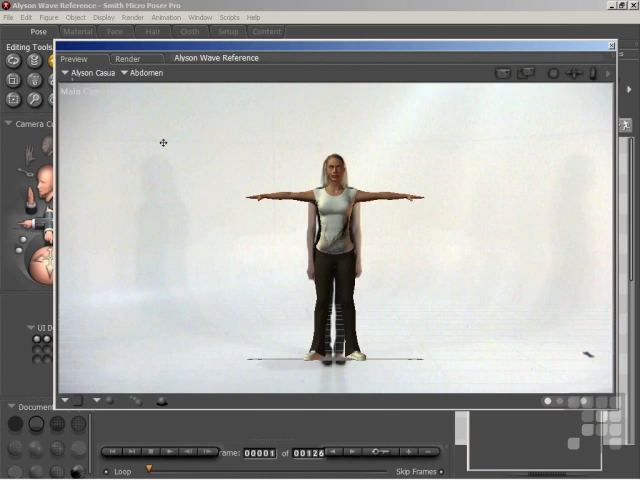 Alyson Wave Reference - Smith Micro Poser Pro
File Edit Figure Object Display Render Animation Window Scripts Help
Pose Material Face Hair Cloth Setup Content
Editing Tools
Preview Render Alyson Wave Reference
Alyson Casua Abdomen
Main Ca
Camera Co
UI Do
Document
rame: 00001 of 00126
Loop Skip Frames